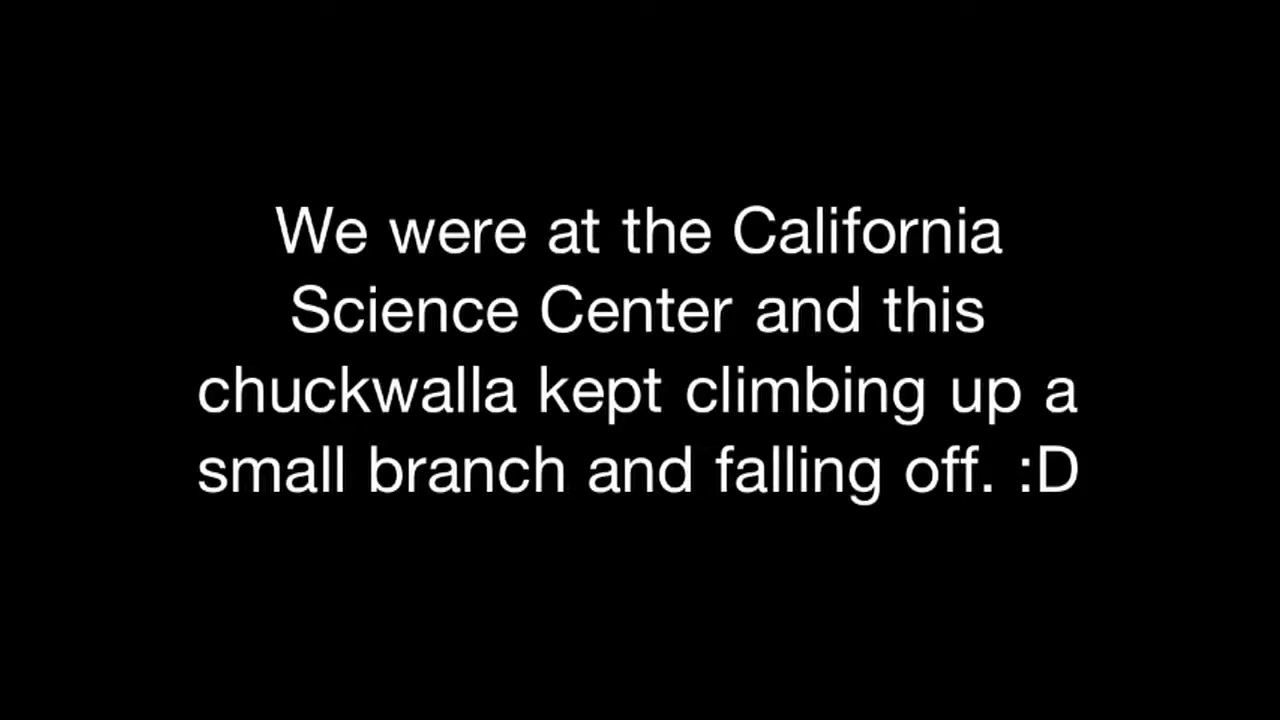 We were at the California
Science Center and this
chuckwalla kept climbing up a
small branch and falling off. :D